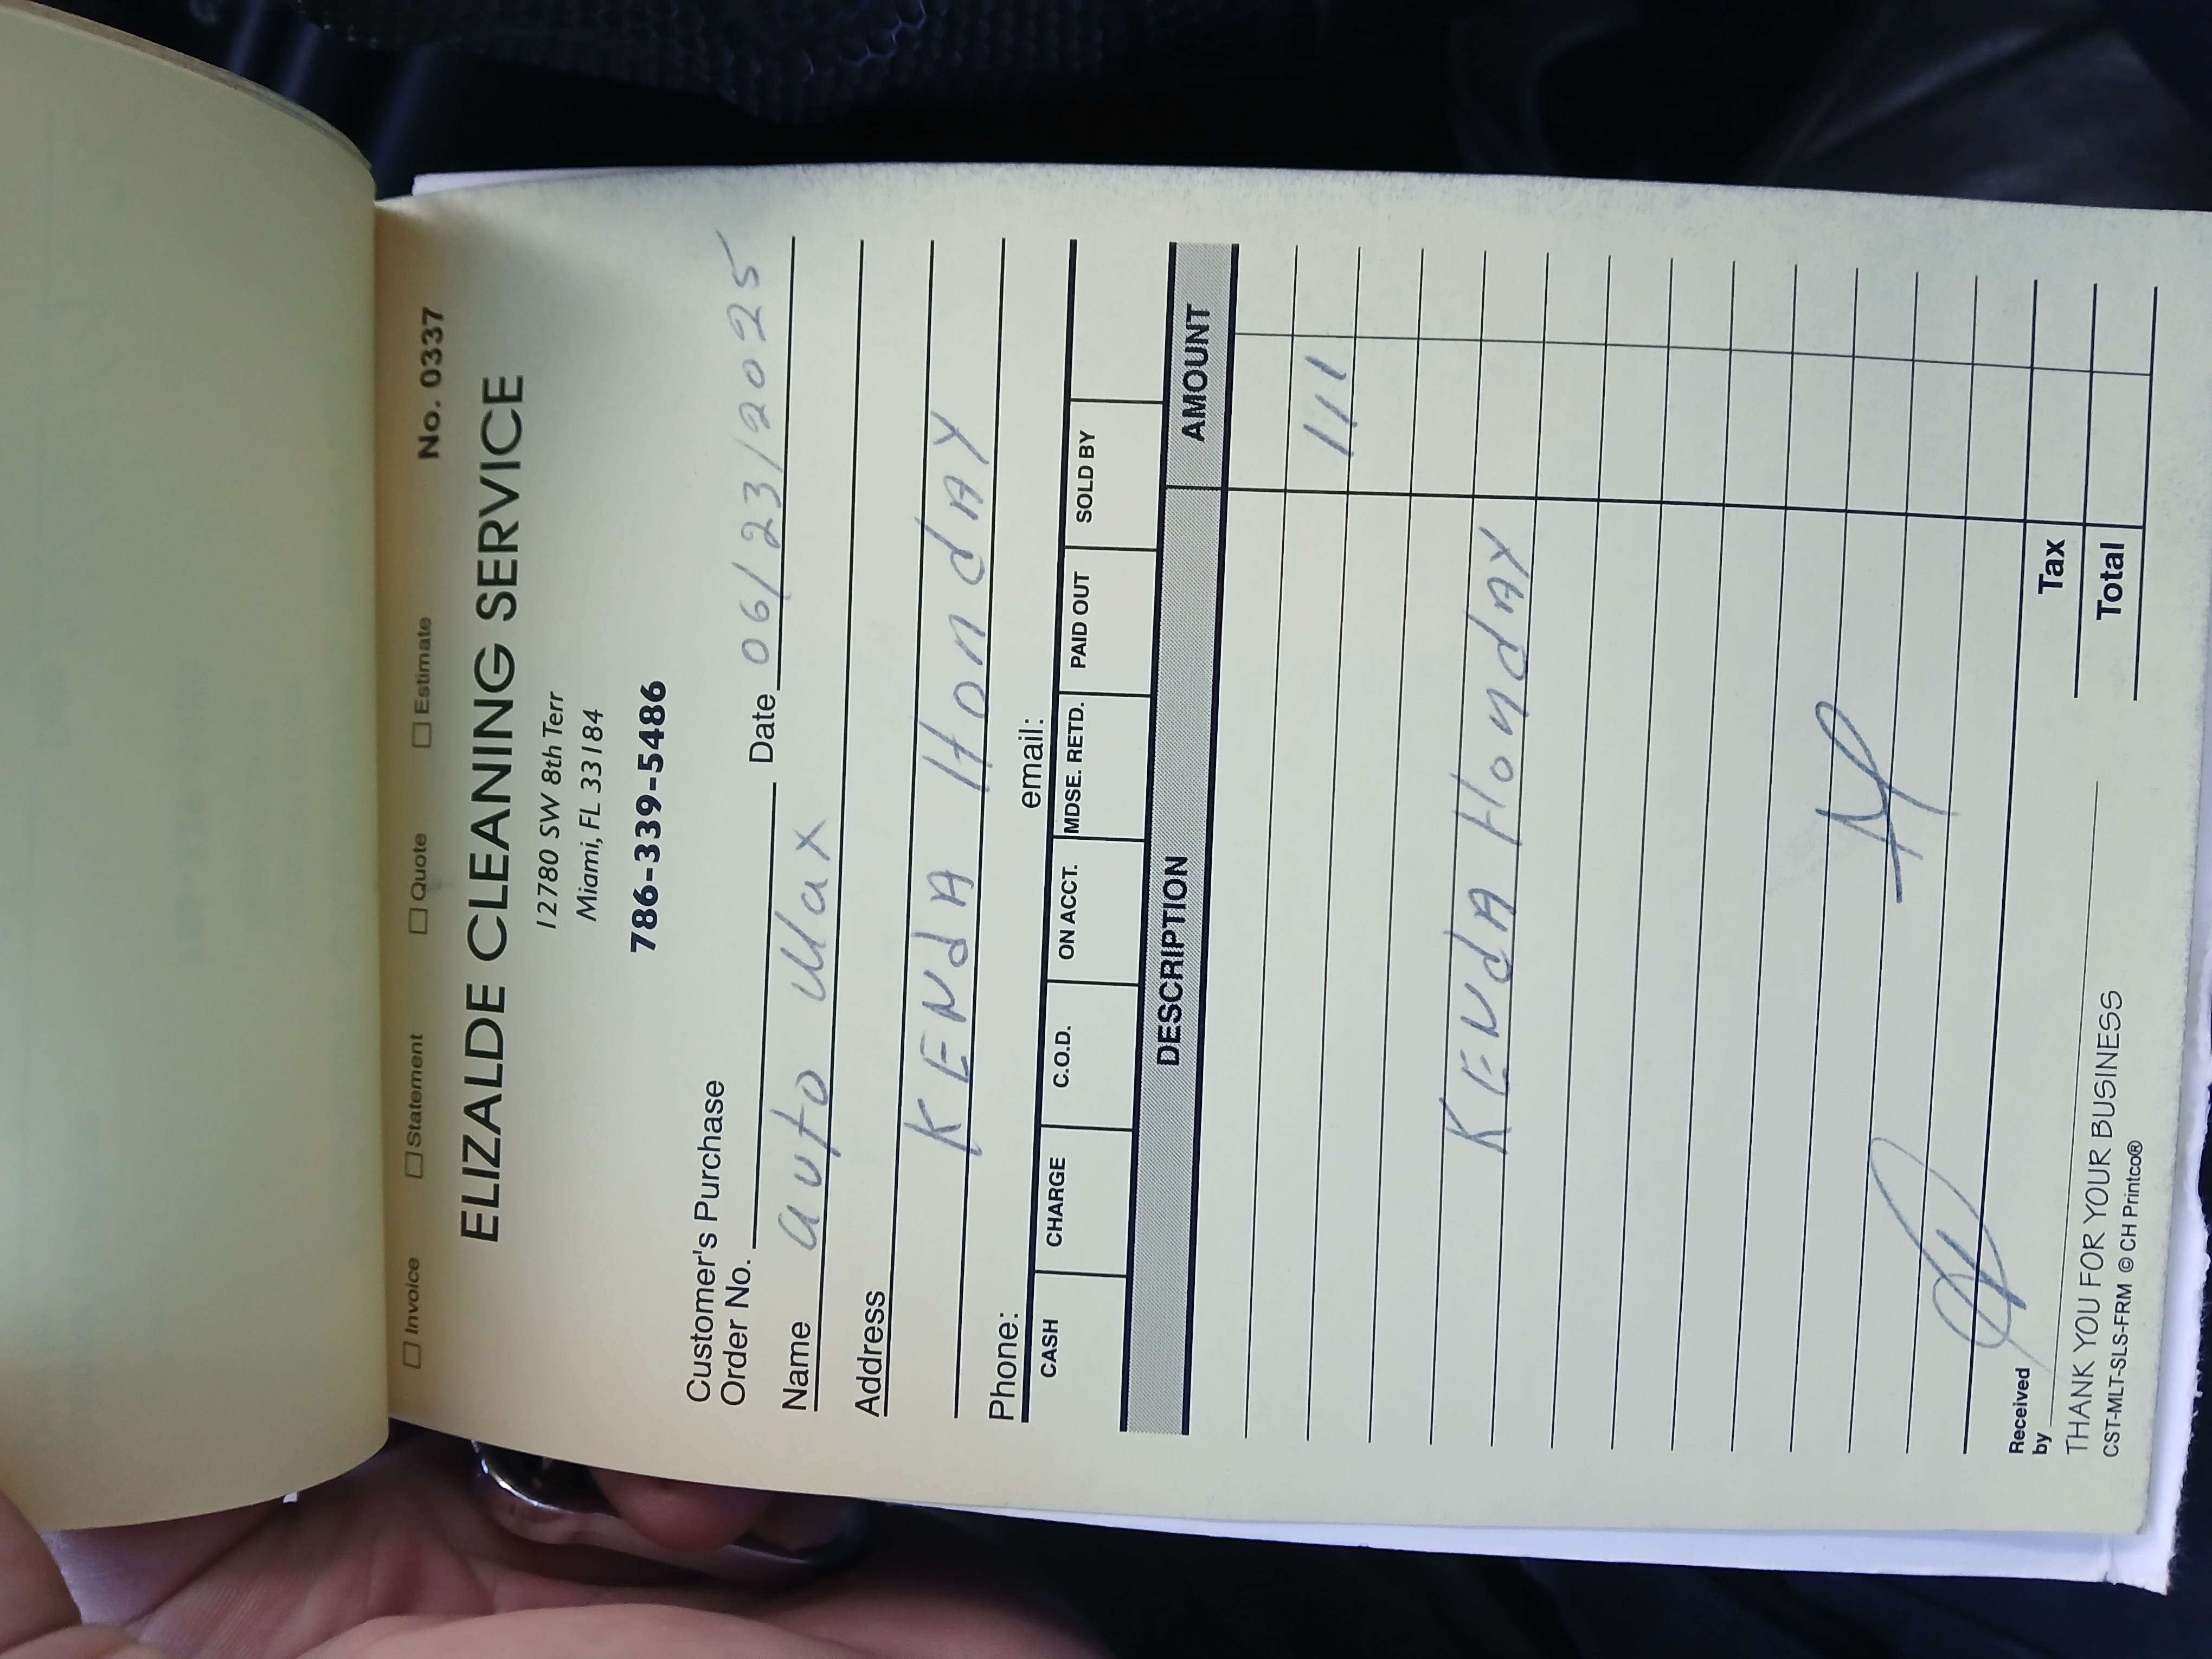 ☐ Invoice ☐ Statement ☐ Quote ☐ Estimate No. 0337
ELIZALDE CLEANING SERVICE
12780 SW 8th Terr
Miami, FL 33184
786-339-5486
Customer's Purchase
Order No. Date 06/23/2025
Name auto Max
Address
KENdA HondAY
Phone: email:
CASH CHARGE C.O.D. ON ACCT. MDSE. RETD. PAID OUT SOLD BY
DESCRIPTION AMOUNT
111
KENdA HondAY
Tax
Received by Total
THANK YOU FOR YOUR BUSINESS
CST-MLT-SLS-FRM © CH Printco®